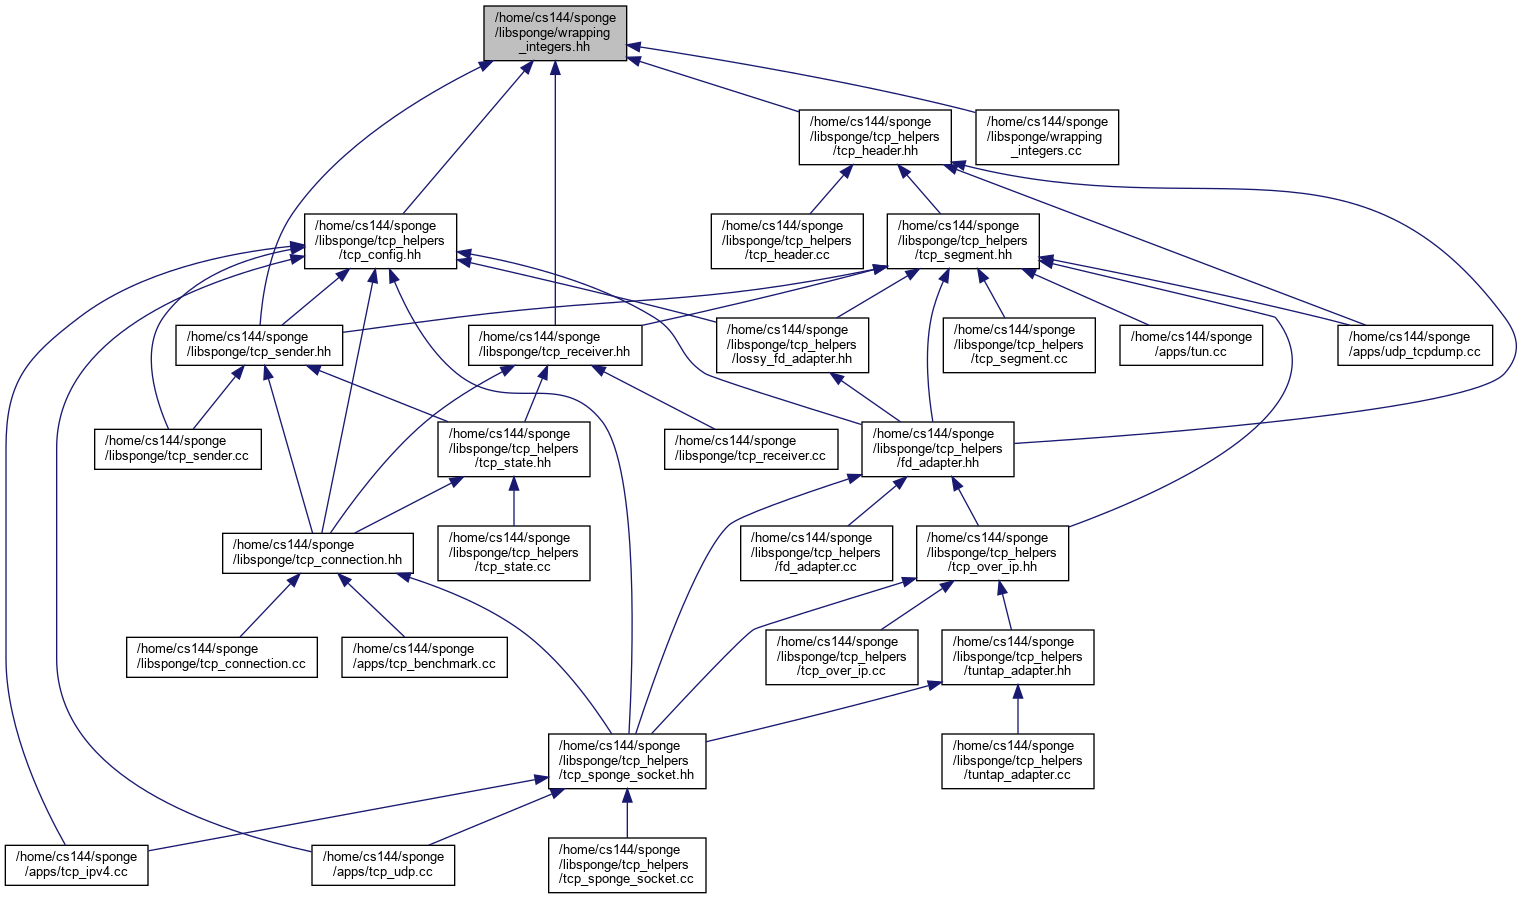 /home/cs144/sponge
/libsponge/wrapping
_integers.hh
/home/cs144/sponge
/libsponge/tcp_helpers
/tcp_header.hh
/home/cs144/sponge
/libsponge/wrapping
_integers.cc
/home/cs144/sponge
/libsponge/tcp_helpers
/tcp_config.hh
/home/cs144/sponge
/libsponge/tcp_helpers
/tcp_header.cc
/home/cs144/sponge
/libsponge/tcp_helpers
/tcp_segment.hh
/home/cs144/sponge
/libsponge/tcp_sender.hh
/home/cs144/sponge
/libsponge/tcp_receiver.hh
/home/cs144/sponge
/libsponge/tcp_helpers
/lossy_fd_adapter.hh
/home/cs144/sponge
/libsponge/tcp_helpers
/tcp_segment.cc
/home/cs144/sponge
/apps/tun.cc
/home/cs144/sponge
/apps/udp_tcpdump.cc
/home/cs144/sponge
/libsponge/tcp_sender.cc
/home/cs144/sponge
/libsponge/tcp_helpers
/tcp_state.hh
/home/cs144/sponge
/libsponge/tcp_receiver.cc
/home/cs144/sponge
/libsponge/tcp_helpers
/fd_adapter.hh
/home/cs144/sponge
/libsponge/tcp_connection.hh
/home/cs144/sponge
/libsponge/tcp_helpers
/tcp_state.cc
/home/cs144/sponge
/libsponge/tcp_helpers
/fd_adapter.cc
/home/cs144/sponge
/libsponge/tcp_helpers
/tcp_over_ip.hh
/home/cs144/sponge
/libsponge/tcp_connection.cc
/home/cs144/sponge
/apps/tcp_benchmark.cc
/home/cs144/sponge
/libsponge/tcp_helpers
/tcp_over_ip.cc
/home/cs144/sponge
/libsponge/tcp_helpers
/tuntap_adapter.hh
/home/cs144/sponge
/libsponge/tcp_helpers
/tcp_sponge_socket.hh
/home/cs144/sponge
/libsponge/tcp_helpers
/tuntap_adapter.cc
/home/cs144/sponge
/apps/tcp_ipv4.cc
/home/cs144/sponge
/apps/tcp_udp.cc
/home/cs144/sponge
/libsponge/tcp_helpers
/tcp_sponge_socket.cc